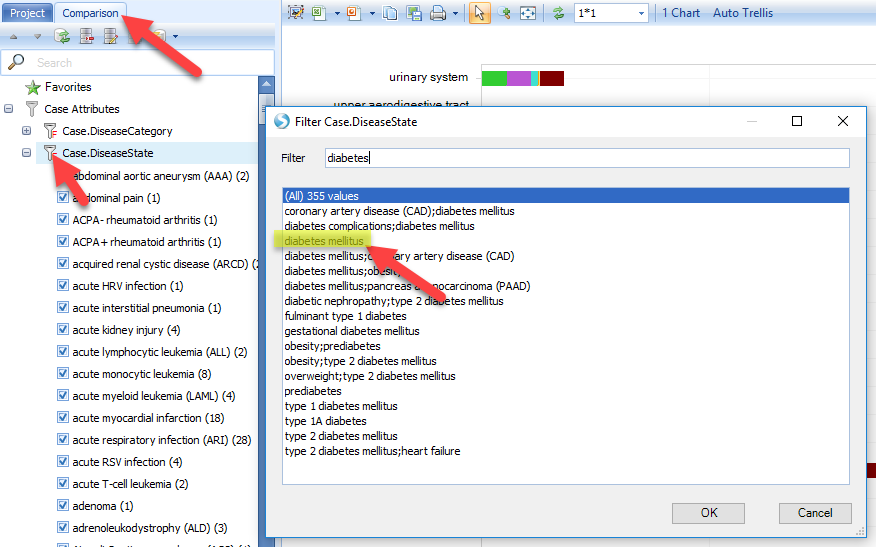 Project Comparison
1*1 1 Chart Auto Trellis
Search
Favorites
Case Attributes
Case.DiseaseCategory
Case.DiseaseState
abdominal aortic aneurysm (AAA) (2)
abdominal pain (1)
ACPA- rheumatoid arthritis (1)
ACPA+ rheumatoid arthritis (1)
acquired renal cystic disease (ARCD) (2
acute HRV infection (1)
acute interstitial pneumonia (1)
acute kidney injury (4)
acute lymphocytic leukemia (ALL) (2)
acute monocytic leukemia (8)
acute myeloid leukemia (LAML) (4)
acute myocardial infarction (18)
acute respiratory infection (ARI) (28)
acute RSV infection (4)
acute T-cell leukemia (2)
adenoma (1)
adrenoleukodystrophy (ALD) (3)
urinary system
upper aerodigestive tract
Filter Case.DiseaseState
Filter diabetes
(All) 355 values
coronary artery disease (CAD);diabetes mellitus
diabetes complications;diabetes mellitus
diabetes mellitus
diabetes mellitus;coronary artery disease (CAD)
diabetes mellitus;obesity
diabetes mellitus;pancreas adenocarcinoma (PAAD)
diabetic nephropathy;type 2 diabetes mellitus
fulminant type 1 diabetes
gestational diabetes mellitus
obesity;prediabetes
obesity;type 2 diabetes mellitus
overweight;type 2 diabetes mellitus
prediabetes
type 1 diabetes mellitus
type 1A diabetes
type 2 diabetes mellitus
type 2 diabetes mellitus;heart failure
OK Cancel